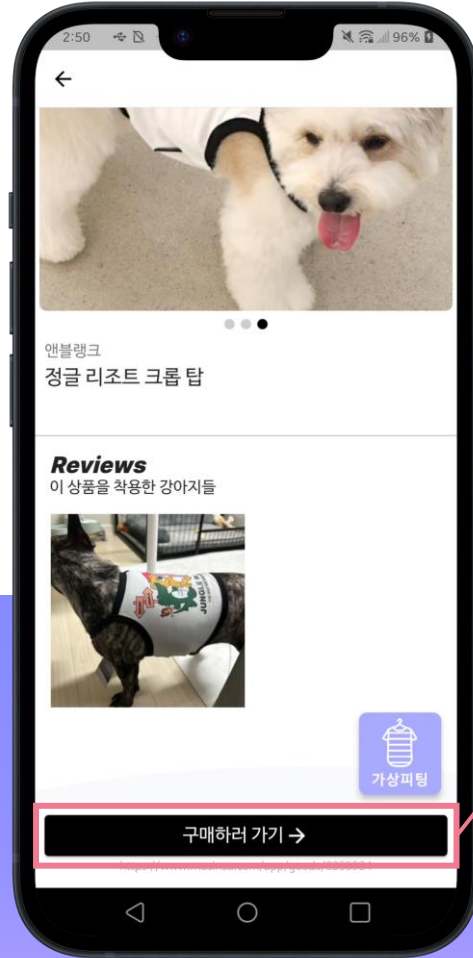 2:50
96%
앤블랭크
정글 리조트 크롭 탑
Reviews
이 상품을 착용한 강아지들
JUNGLE
가상피팅
구매하러 가기 →